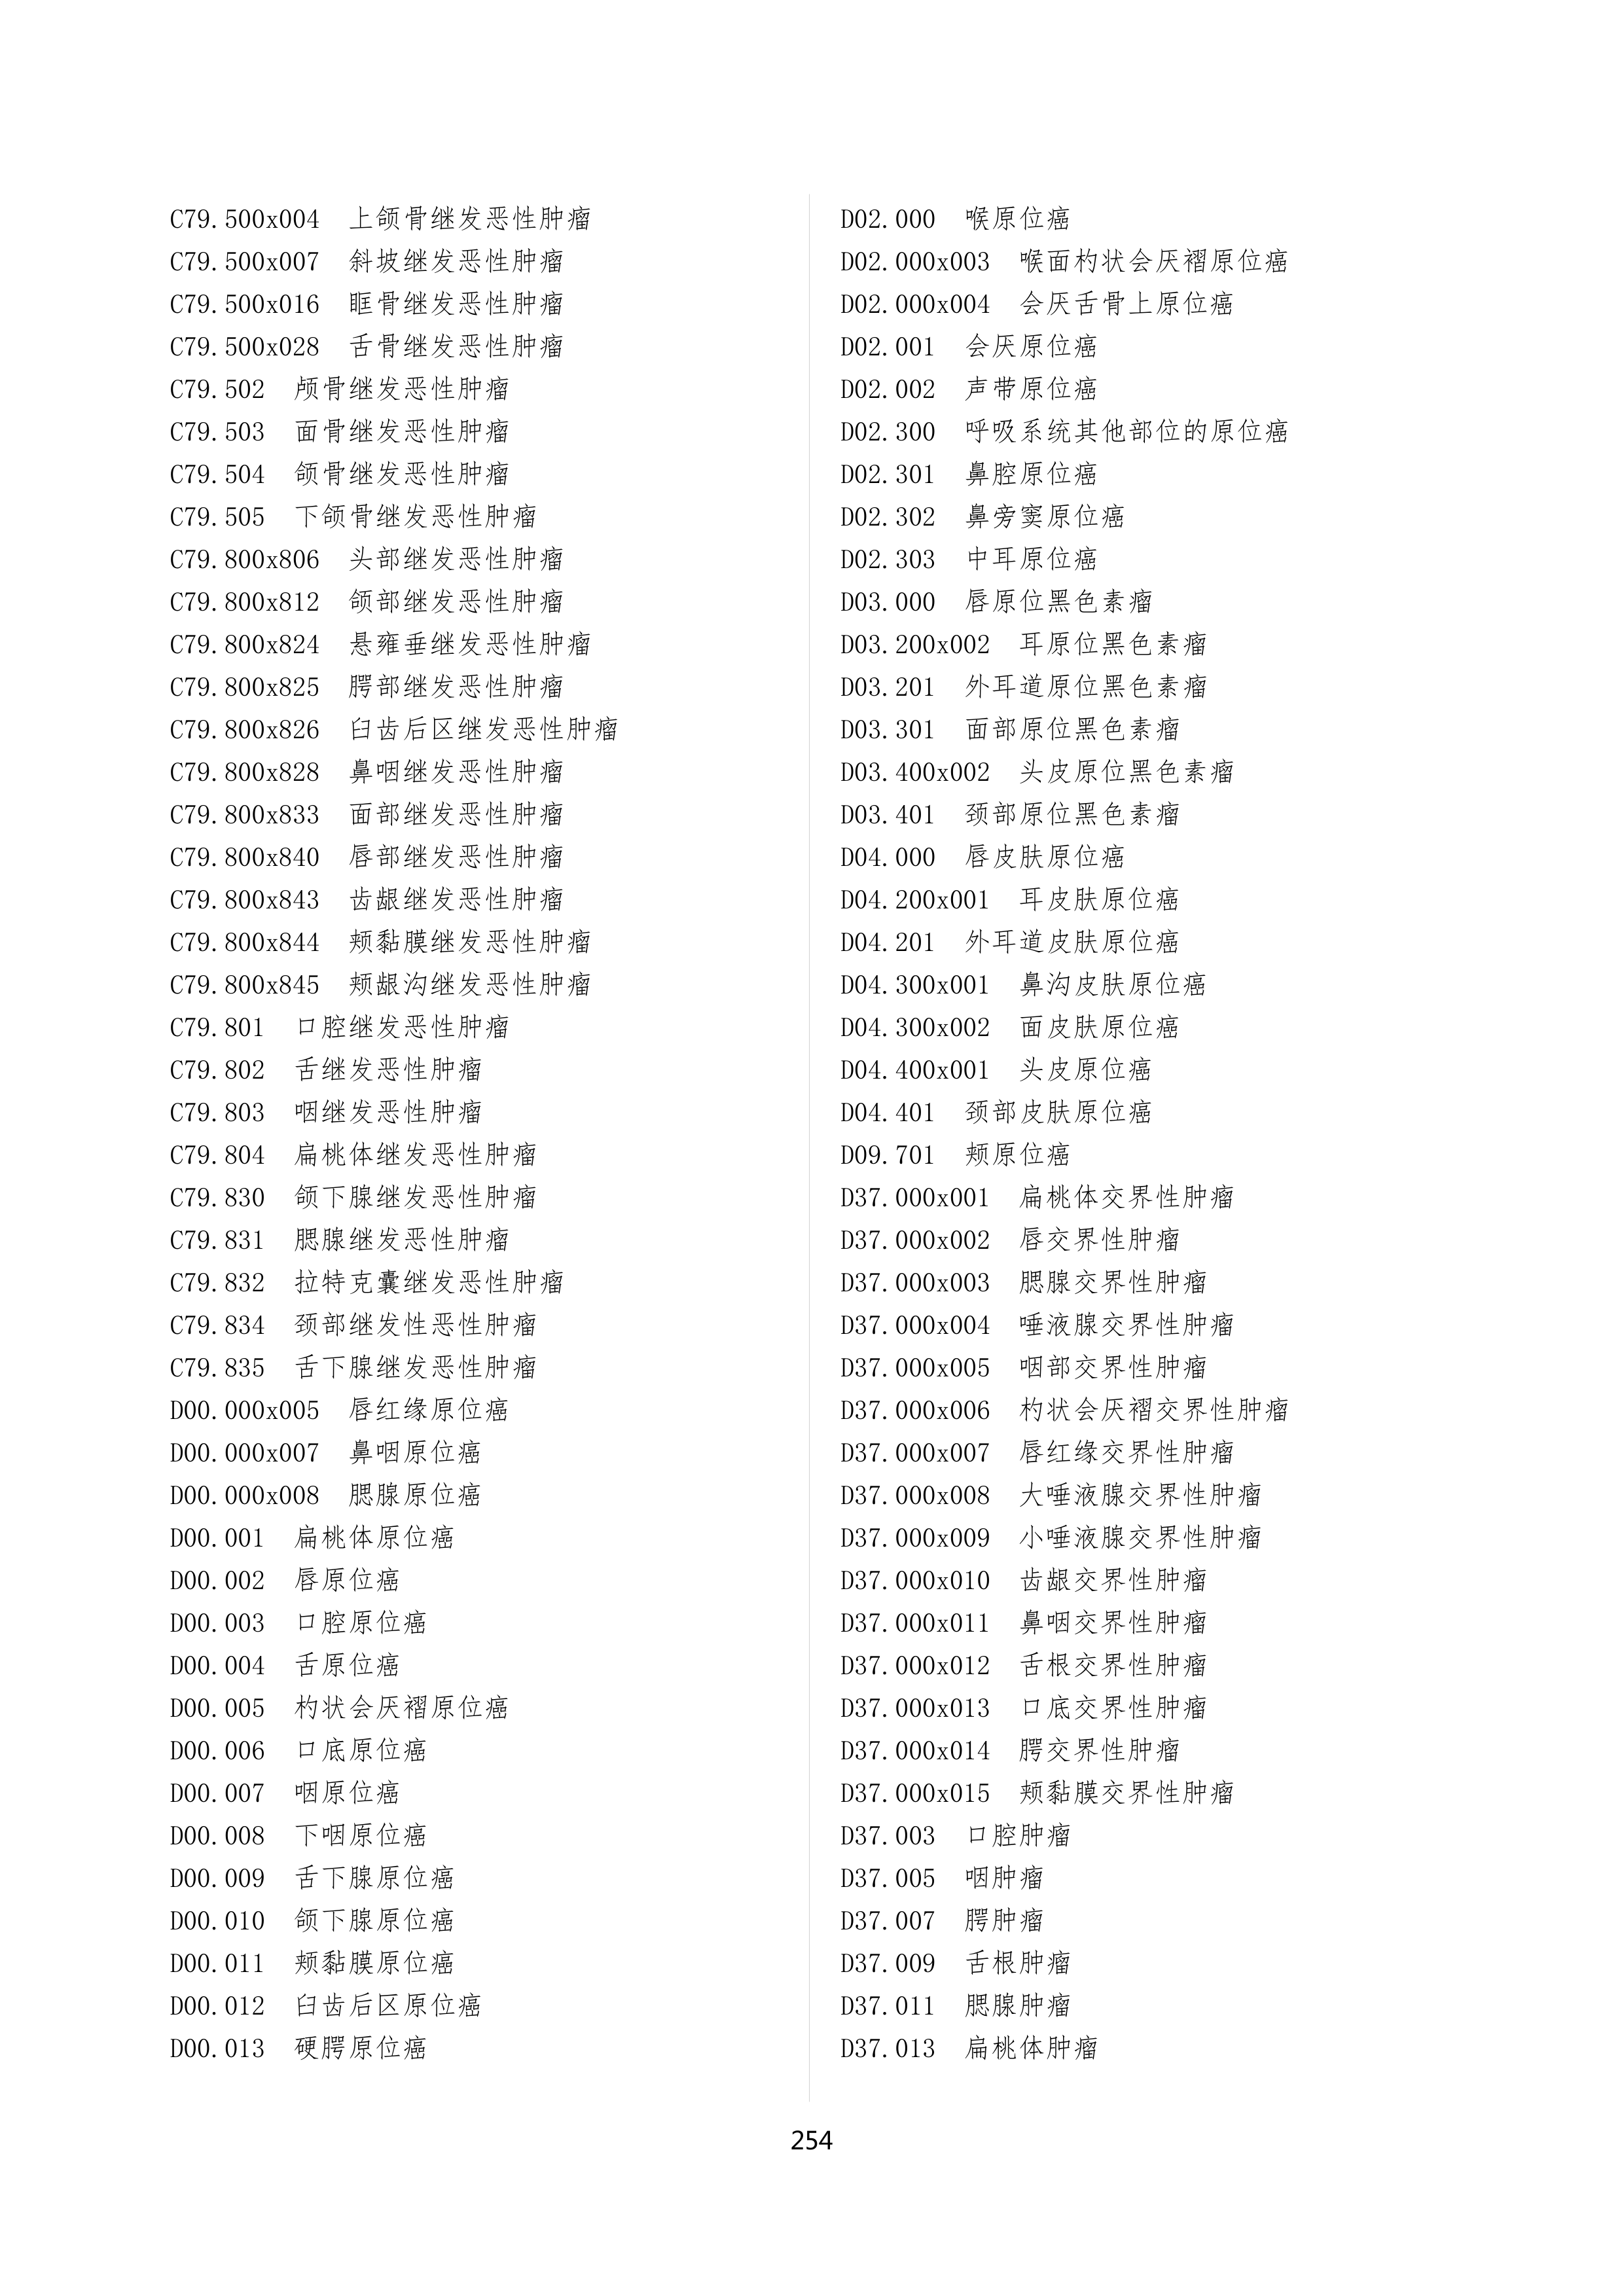 C79.500x004 上颌骨继发恶性肿瘤
C79.500x007 斜坡继发恶性肿瘤
C79.500x016 眶骨继发恶性肿瘤
C79.500x028 舌骨继发恶性肿瘤
C79.502 颅骨继发恶性肿瘤
C79.503 面骨继发恶性肿瘤
C79.504 颌骨继发恶性肿瘤
C79.505 下颌骨继发恶性肿瘤
C79.800x806 头部继发恶性肿瘤
C79.800x812 颌部继发恶性肿瘤
C79.800x824 悬雍垂继发恶性肿瘤
C79.800x825 腭部继发恶性肿瘤
C79.800x826 臼齿后区继发恶性肿瘤
C79.800x828 鼻咽继发恶性肿瘤
C79.800x833 面部继发恶性肿瘤
C79.800x840 唇部继发恶性肿瘤
C79.800x843 齿龈继发恶性肿瘤
C79.800x844 颊黏膜继发恶性肿瘤
C79.800x845 颊龈沟继发恶性肿瘤
C79.801 口腔继发恶性肿瘤
C79.802 舌继发恶性肿瘤
C79.803 咽继发恶性肿瘤
C79.804 扁桃体继发恶性肿瘤
C79.830 颌下腺继发恶性肿瘤
C79.831 腮腺继发恶性肿瘤
C79.832 拉特克囊继发恶性肿瘤
C79.834 颈部继发性恶性肿瘤
C79.835 舌下腺继发恶性肿瘤
D00.000x005 唇红缘原位癌
D00.000x007 鼻咽原位癌
D00.000x008 腮腺原位癌
D00.001 扁桃体原位癌
D00.002 唇原位癌
D00.003 口腔原位癌
D00.004 舌原位癌
D00.005 杓状会厌褶原位癌
D00.006 口底原位癌
D00.007 咽原位癌
D00.008 下咽原位癌
D00.009 舌下腺原位癌
D00.010 颌下腺原位癌
D00.011 颊黏膜原位癌
D00.012 臼齿后区原位癌
D00.013 硬腭原位癌
D02.000 喉原位癌
D02.000x003 喉面杓状会厌褶原位癌
D02.000x004 会厌舌骨上原位癌
D02.001 会厌原位癌
D02.002 声带原位癌
D02.300 呼吸系统其他部位的原位癌
D02.301 鼻腔原位癌
D02.302 鼻旁窦原位癌
D02.303 中耳原位癌
D03.000 唇原位黑色素瘤
D03.200x002 耳原位黑色素瘤
D03.201 外耳道原位黑色素瘤
D03.301 面部原位黑色素瘤
D03.400x002 头皮原位黑色素瘤
D03.401 颈部原位黑色素瘤
D04.000 唇皮肤原位癌
D04.200x001 耳皮肤原位癌
D04.201 外耳道皮肤原位癌
D04.300x001 鼻沟皮肤原位癌
D04.300x002 面皮肤原位癌
D04.400x001 头皮原位癌
D04.401 颈部皮肤原位癌
D09.701 颊原位癌
D37.000x001 扁桃体交界性肿瘤
D37.000x002 唇交界性肿瘤
D37.000x003 腮腺交界性肿瘤
D37.000x004 唾液腺交界性肿瘤
D37.000x005 咽部交界性肿瘤
D37.000x006 杓状会厌褶交界性肿瘤
D37.000x007 唇红缘交界性肿瘤
D37.000x008 大唾液腺交界性肿瘤
D37.000x009 小唾液腺交界性肿瘤
D37.000x010 齿龈交界性肿瘤
D37.000x011 鼻咽交界性肿瘤
D37.000x012 舌根交界性肿瘤
D37.000x013 口底交界性肿瘤
D37.000x014 腭交界性肿瘤
D37.000x015 颊黏膜交界性肿瘤
D37.003 口腔肿瘤
D37.005 咽肿瘤
D37.007 腭肿瘤
D37.009 舌根肿瘤
D37.011 腮腺肿瘤
D37.013 扁桃体肿瘤
254